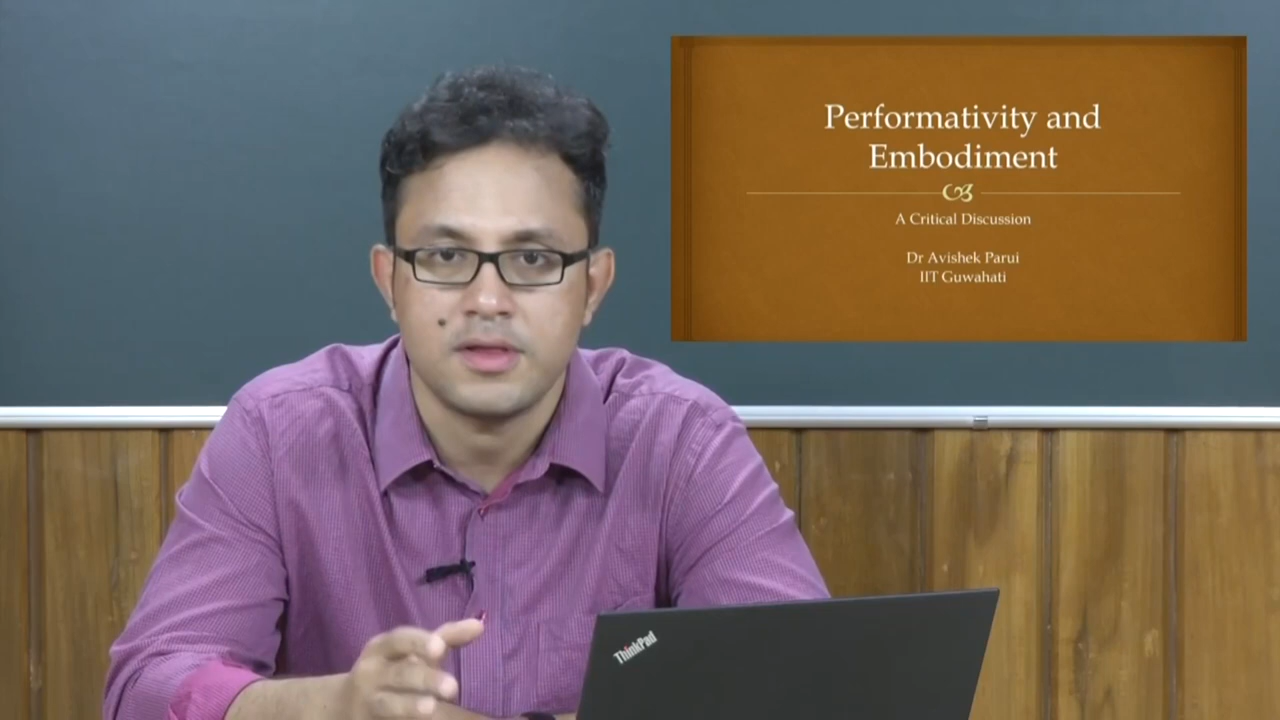 Performativity and
Embodiment
A Critical Discussion
Dr Avishek Parui
IIT Guwahati
ThinkPad